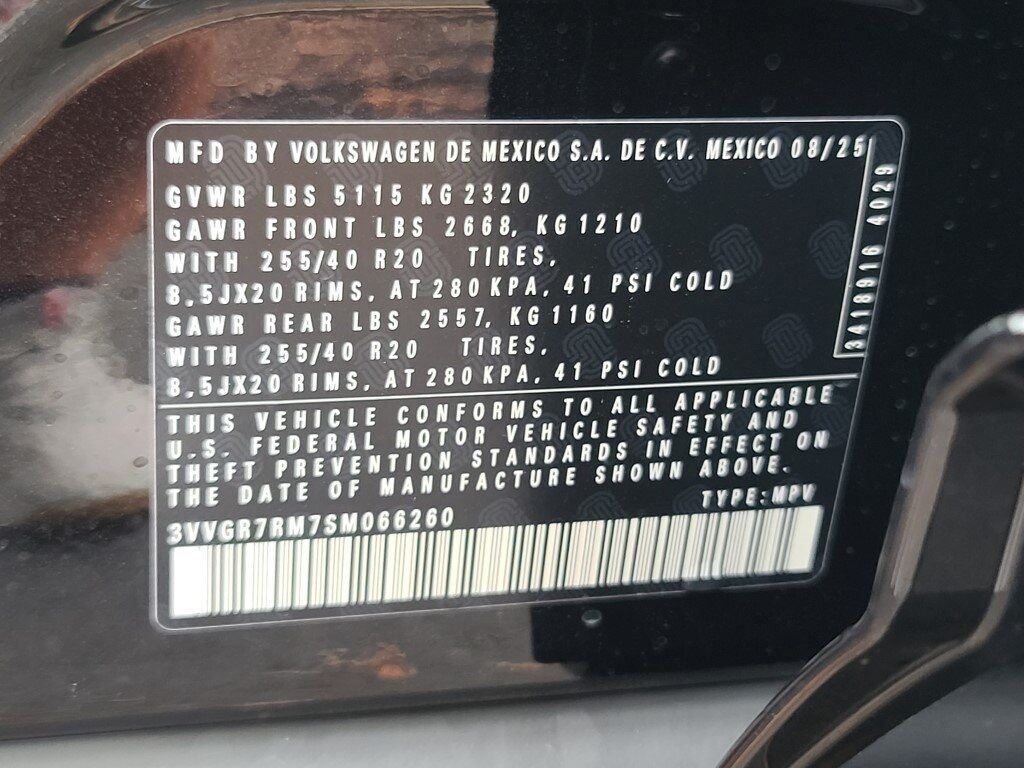 MFD BY VOLKSWAGEN DE MEXICO S.A. DE C.V. MEXICO 08/25
GVWR LBS 5115 KG 2320
GAWR FRONT LBS 2668, KG 1210
WITH 255/40 R20 TIRES,
8,5JX20 RIMS, AT 280 KPA, 41 PSI COLD
GAWR REAR LBS 2557, KG 1160
WITH 255/40 R20 TIRES,
8,5JX20 RIMS, AT 280 KPA, 41 PSI COLD
3A18916 4029
THIS VEHICLE CONFORMS TO ALL APPLICABLE
U.S. FEDERAL MOTOR VEHICLE SAFETY AND
THEFT PREVENTION STANDARDS IN EFFECT ON
THE DATE OF MANUFACTURE SHOWN ABOVE.
TYPE:MPV
3VVGR7RM7SM066260